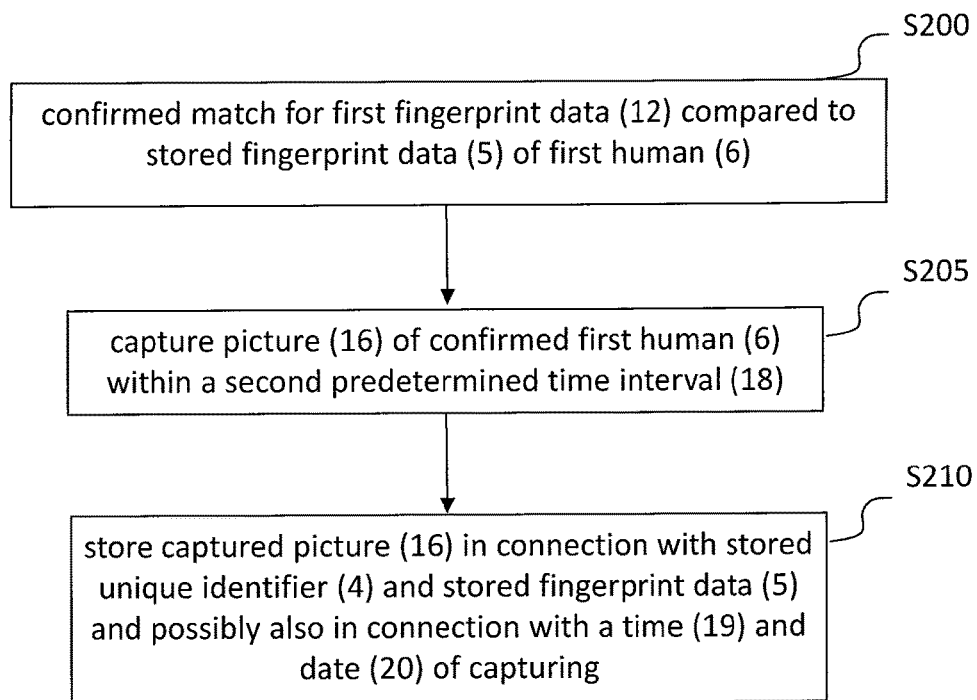 S200
confirmed match for first fingerprint data (12) compared to
stored fingerprint data (5) of first human (6)
S205
capture picture (16) of confirmed first human (6)
within a second predetermined time interval (18)
S210
store captured picture (16) in connection with stored
unique identifier (4) and stored fingerprint data (5)
and possibly also in connection with a time (19) and
date (20) of capturing